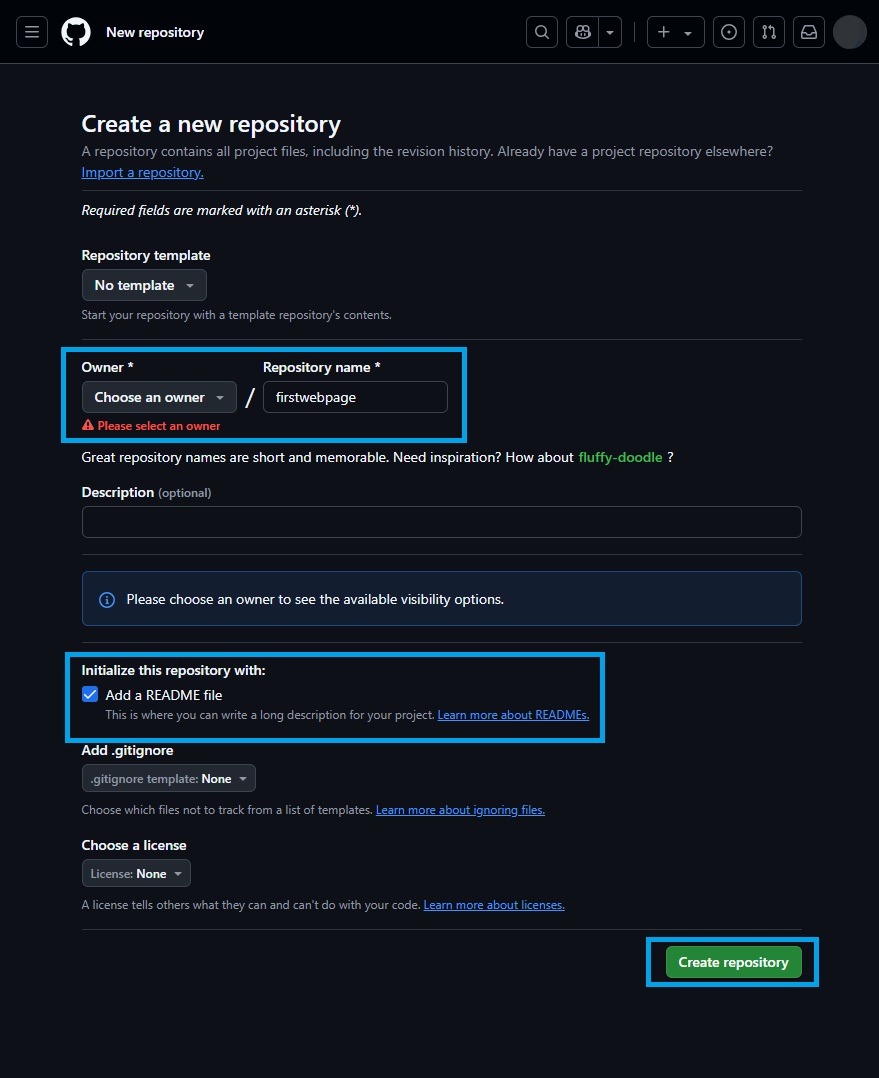 New repository
Create a new repository
A repository contains all project files, including the revision history. Already have a project repository elsewhere?
Import a repository.
Required fields are marked with an asterisk (*).
Repository template
No template
Start your repository with a template repository's contents.
Owner * Repository name *
Choose an owner / firstwebpage
Please select an owner
Great repository names are short and memorable. Need inspiration? How about fluffy-doodle ?
Description (optional)
Please choose an owner to see the available visibility options.
Initialize this repository with:
Add a README file
This is where you can write a long description for your project. Learn more about READMEs.
Add .gitignore
.gitignore template: None
Choose which files not to track from a list of templates. Learn more about ignoring files.
Choose a license
License: None
A license tells others what they can and can't do with your code. Learn more about licenses.
Create repository